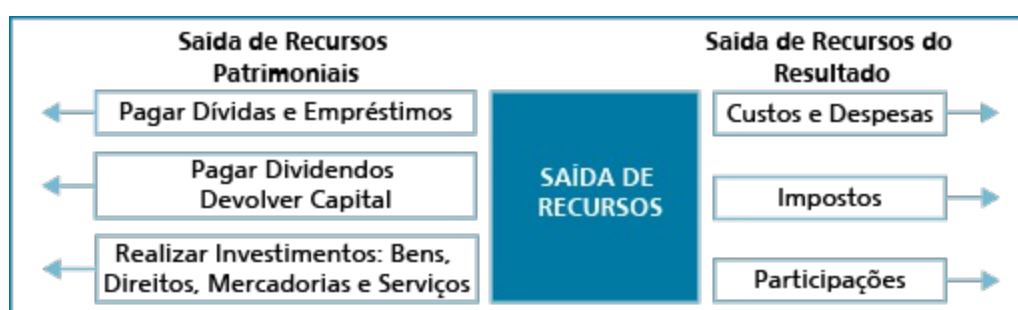 Saída de Recursos
Patrimoniais
Pagar Dívidas e Empréstimos
Pagar Dividendos
Devolver Capital
Realizar Investimentos: Bens,
Direitos, Mercadorias e Serviços
SAÍDA DE
RECURSOS
Saída de Recursos do
Resultado
Custos e Despesas
Impostos
Participações